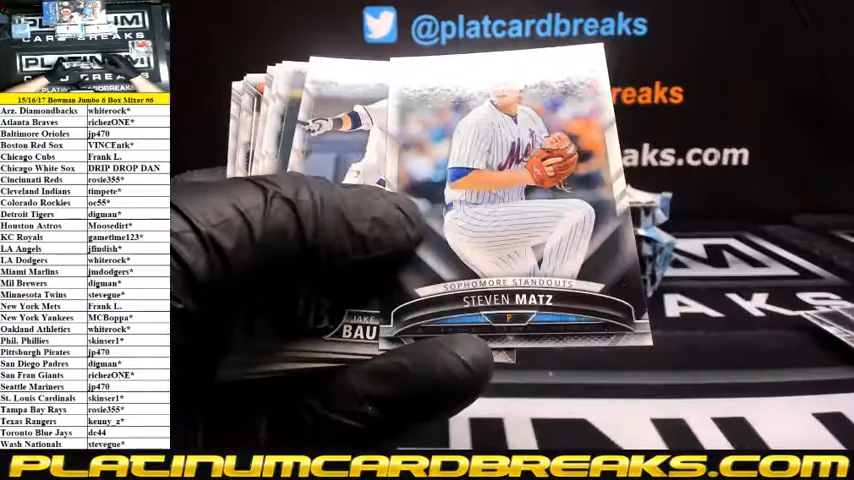 @platcardbreaks
PLATINUM
CARD BREAKS
15/16/17 Bowman Jumbo 6 Box Mixer #6
Arz. Diamondbacks whiterock*
Atlanta Braves richezONE*
Baltimore Orioles jp470
Boston Red Sox VINCEntk*
Chicago Cubs Frank L.
Chicago White Sox DRIP DROP DAN
Cincinnati Reds rosie355*
Cleveland Indians timpete*
Colorado Rockies oc55*
Detroit Tigers digman*
Houston Astros Moosedirt*
KC Royals gametime123*
LA Angels jfindish*
LA Dodgers whiterock*
Miami Marlins jmdodgers*
Mil Brewers digman*
Minnesota Twins stevegue*
New York Mets Frank L.
New York Yankees MCBoppa*
Oakland Athletics whiterock*
Phil. Phillies skinser1*
Pittsburgh Pirates jp470
San Diego Padres digman*
San Fran Giants richezONE*
Seattle Mariners jp470
St. Louis Cardinals skinser1*
Tampa Bay Rays rosie355*
Texas Rangers kenny_z*
Toronto Blue Jays dc44
Wash Nationals stevegue*
reaks
aks.com
Mets
SOPHOMORE STANDOUTS
STEVEN MATZ
P
JAKE
BAU
PLATINUMCARDBREAKS.COM